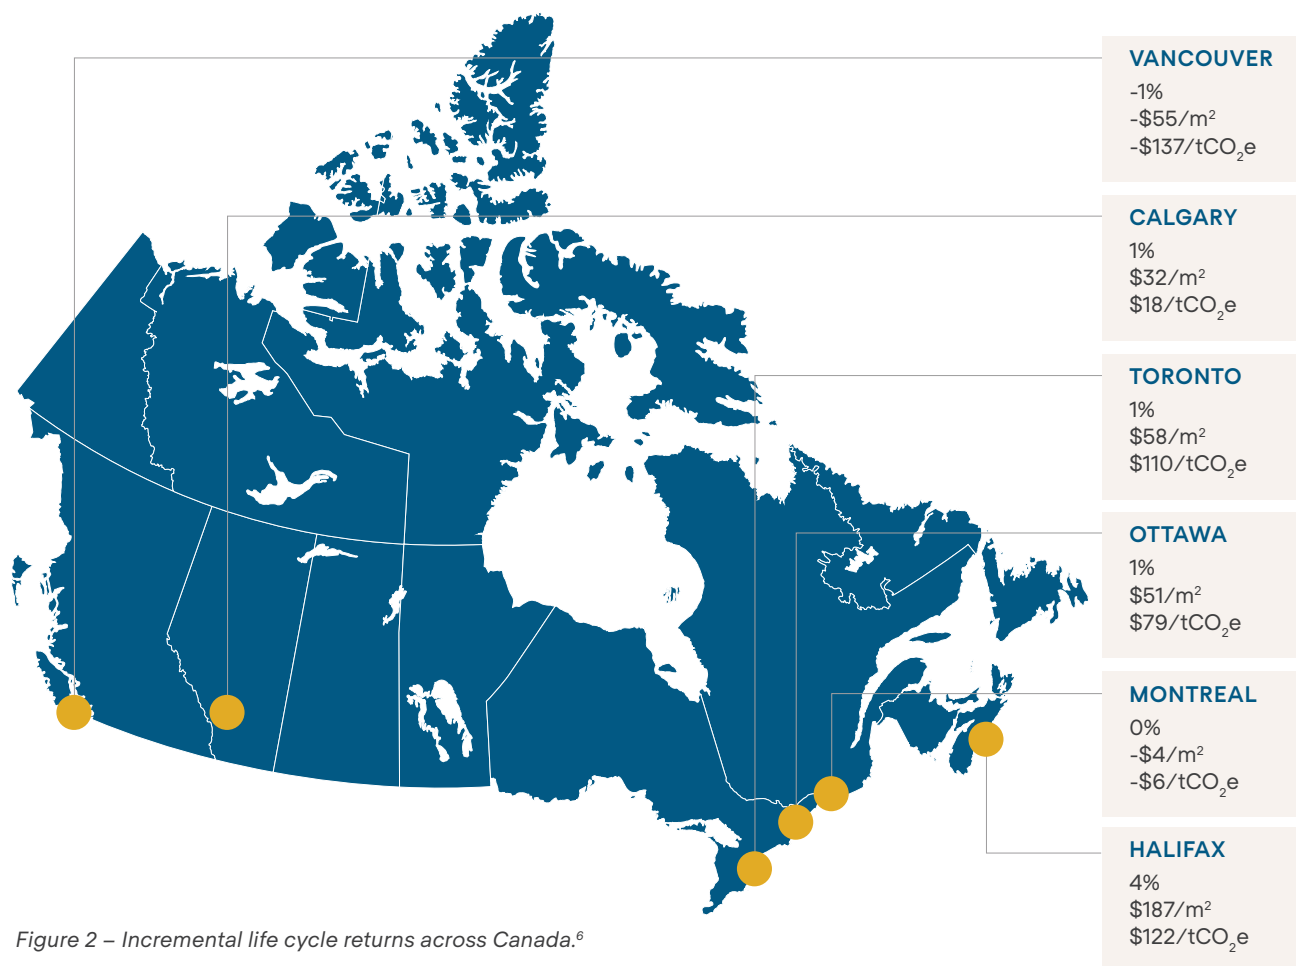 VANCOUVER
-1%
-$55/m²
-$137/tCO₂e
CALGARY
1%
$32/m²
$18/tCO₂e
TORONTO
1%
$58/m²
$110/tCO₂e
OTTAWA
1%
$51/m²
$79/tCO₂e
MONTREAL
0%
-$4/m²
-$6/tCO₂e
HALIFAX
4%
$187/m²
$122/tCO₂e
Figure 2 – Incremental life cycle returns across Canada.⁶